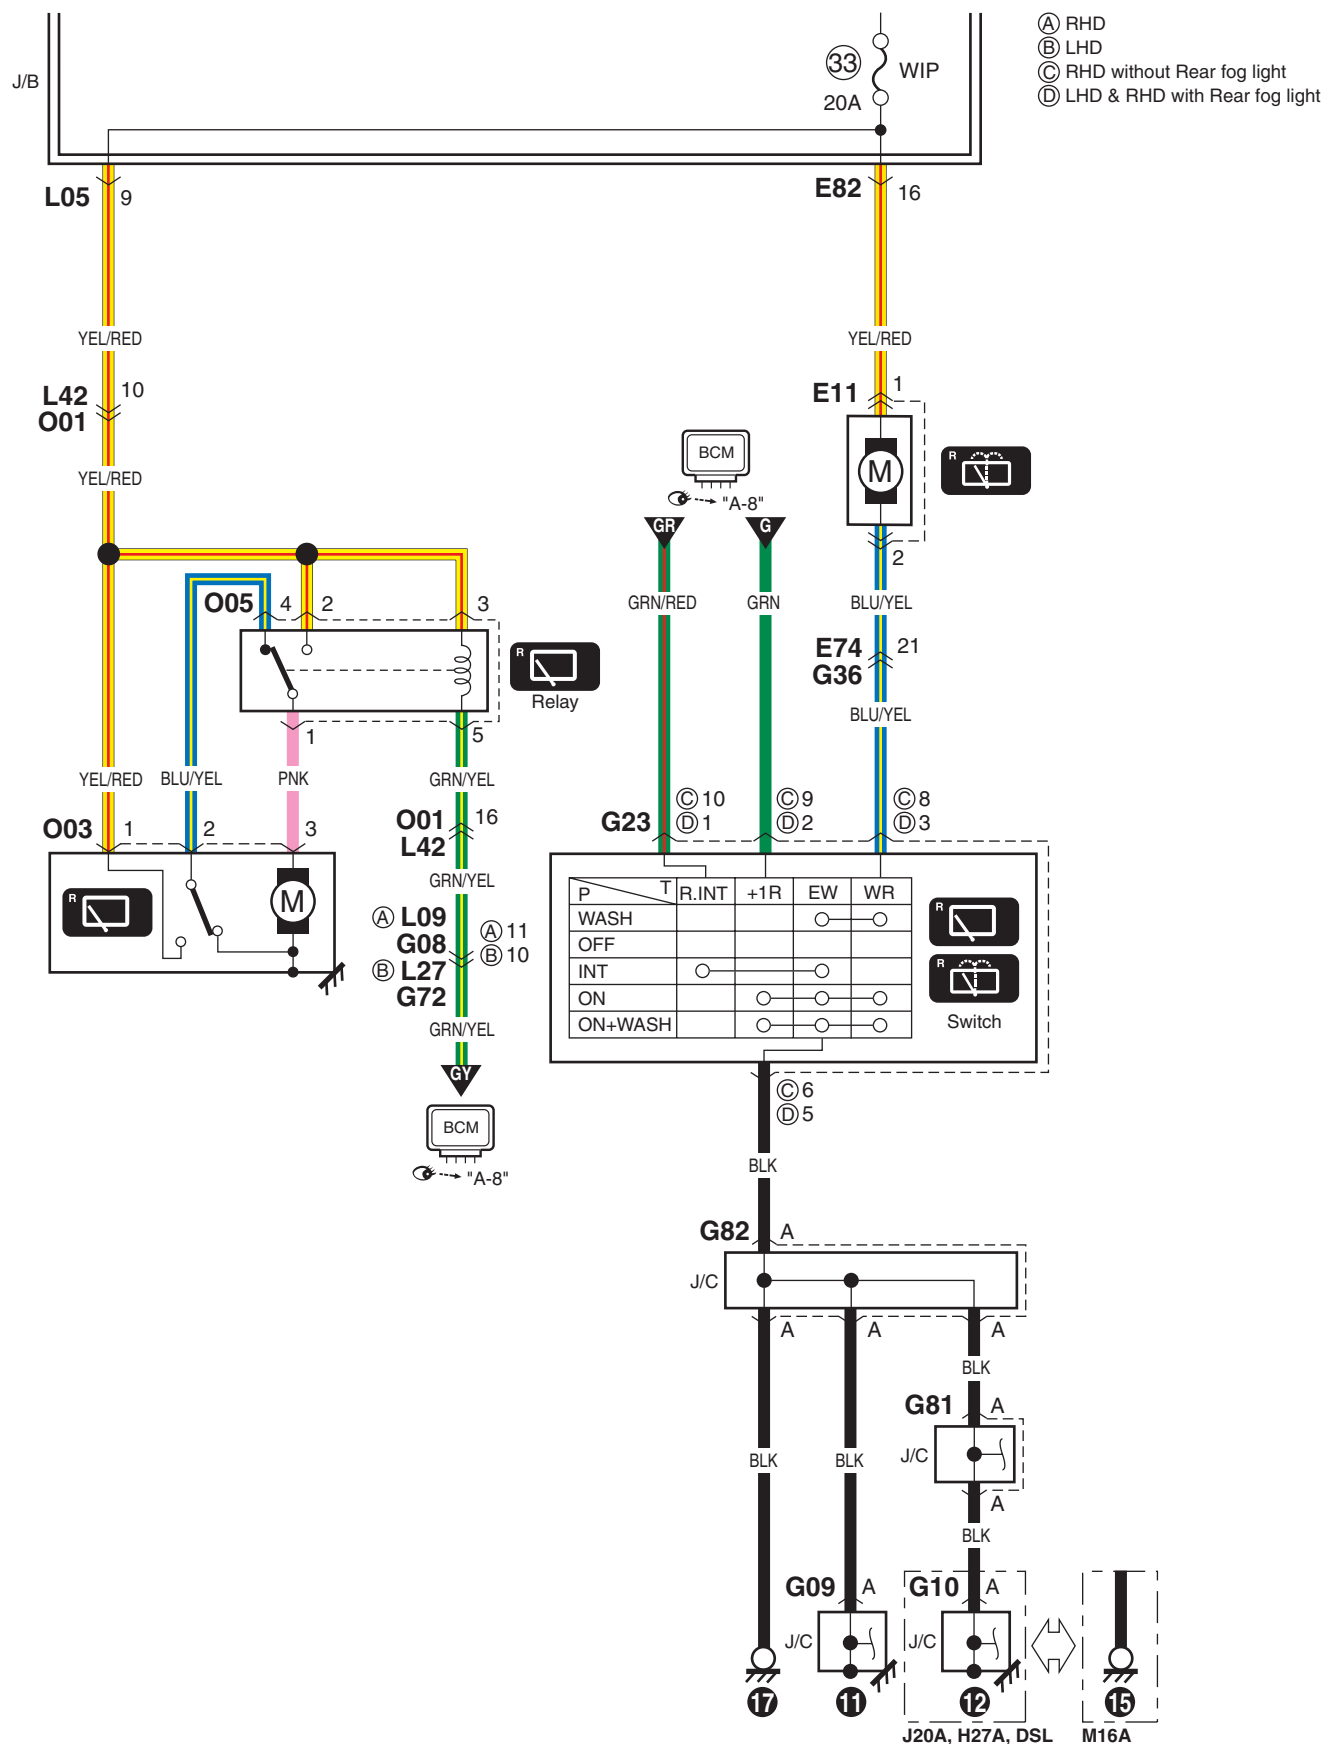 J/B
33
WIP
20A
A RHD
B LHD
C RHD without Rear fog light
D LHD & RHD with Rear fog light
L05 9
E82 16
YEL/RED
YEL/RED
L42 10
O01
E11 1
YEL/RED
BCM
"A-8"
M
R
GR
G
2
O05 4 2 3
GRN/RED
GRN
BLU/YEL
E74 21
G36
R
Relay
BLU/YEL
1
5
YEL/RED
BLU/YEL
PNK
GRN/YEL
O03 1 2 3
O01 16
L42
G23
C 10
D 1
C 9
D 2
C 8
D 3
R
M
GRN/YEL
A L09
G08
B L27
G72
A 11
B 10
GRN/YEL
P T R.INT +1R EW WR
WASH
OFF
INT
ON
ON+WASH
R
R
Switch
GY
BCM
"A-8"
C 6
D 5
BLK
G82 A
J/C
A
A
A
BLK
G81 A
J/C
A
BLK
BLK
BLK
G09 A
G10 A
J/C
J/C
17
11
12
15
J20A, H27A, DSL
M16A